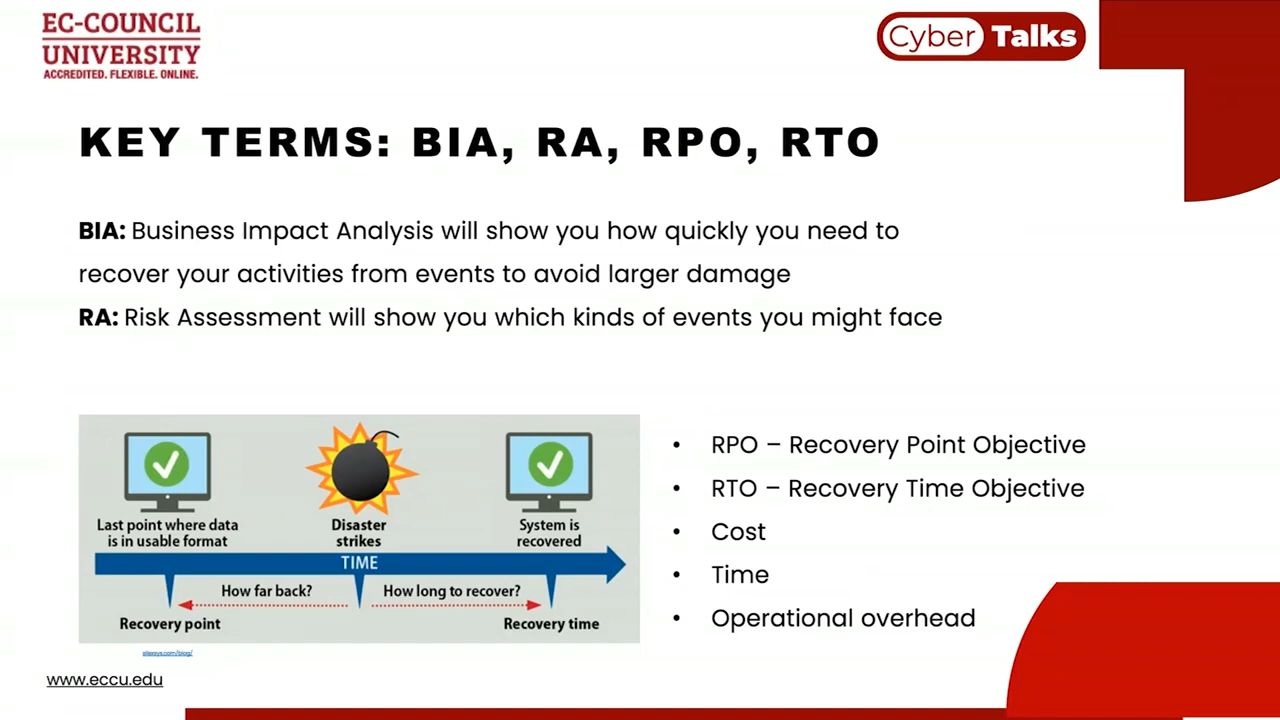 EC-COUNCIL
UNIVERSITY
ACCREDITED. FLEXIBLE. ONLINE.
Cyber Talks
KEY TERMS: BIA, RA, RPO, RTO
BIA: Business Impact Analysis will show you how quickly you need to
recover your activities from events to avoid larger damage
RA: Risk Assessment will show you which kinds of events you might face
Last point where data
is in usable format
Disaster
strikes
System is
recovered
TIME
How far back?
How long to recover?
Recovery point
Recovery time
• RPO – Recovery Point Objective
• RTO – Recovery Time Objective
• Cost
• Time
• Operational overhead
www.eccu.edu